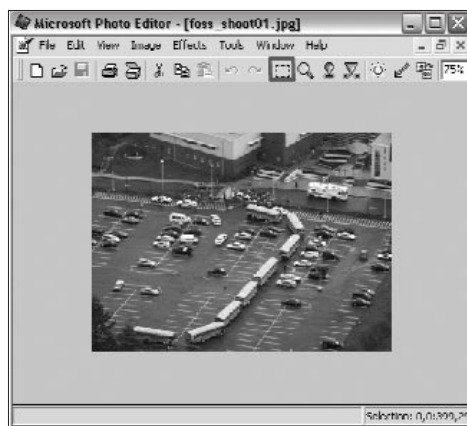 Microsoft Photo Editor - [foss_shoot01.jpg]
File Edit View Image Effects Tools Window Help
75%
Selection: 0,0:399,29